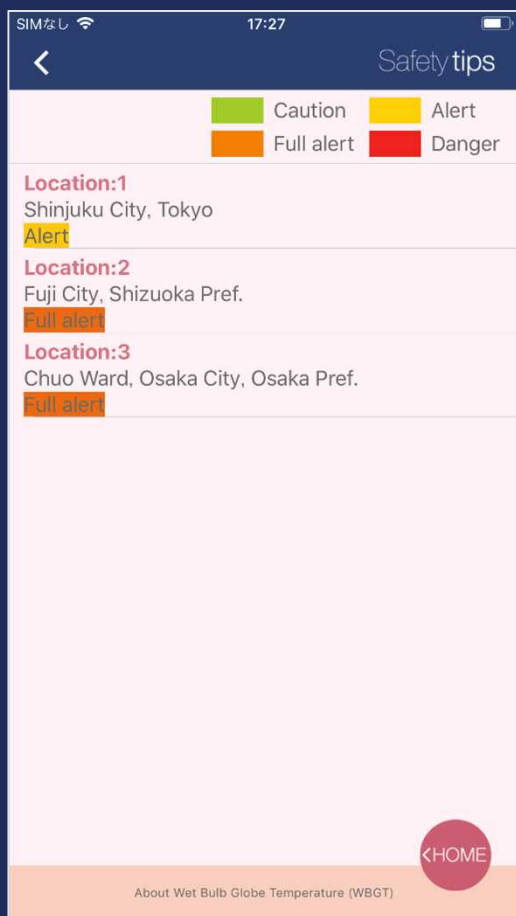 SIMなし 17:27
Safety tips
Caution Alert
Full alert Danger
Location:1
Shinjuku City, Tokyo
Alert
Location:2
Fuji City, Shizuoka Pref.
Full alert
Location:3
Chuo Ward, Osaka City, Osaka Pref.
Full alert
<HOME
About Wet Bulb Globe Temperature (WBGT)